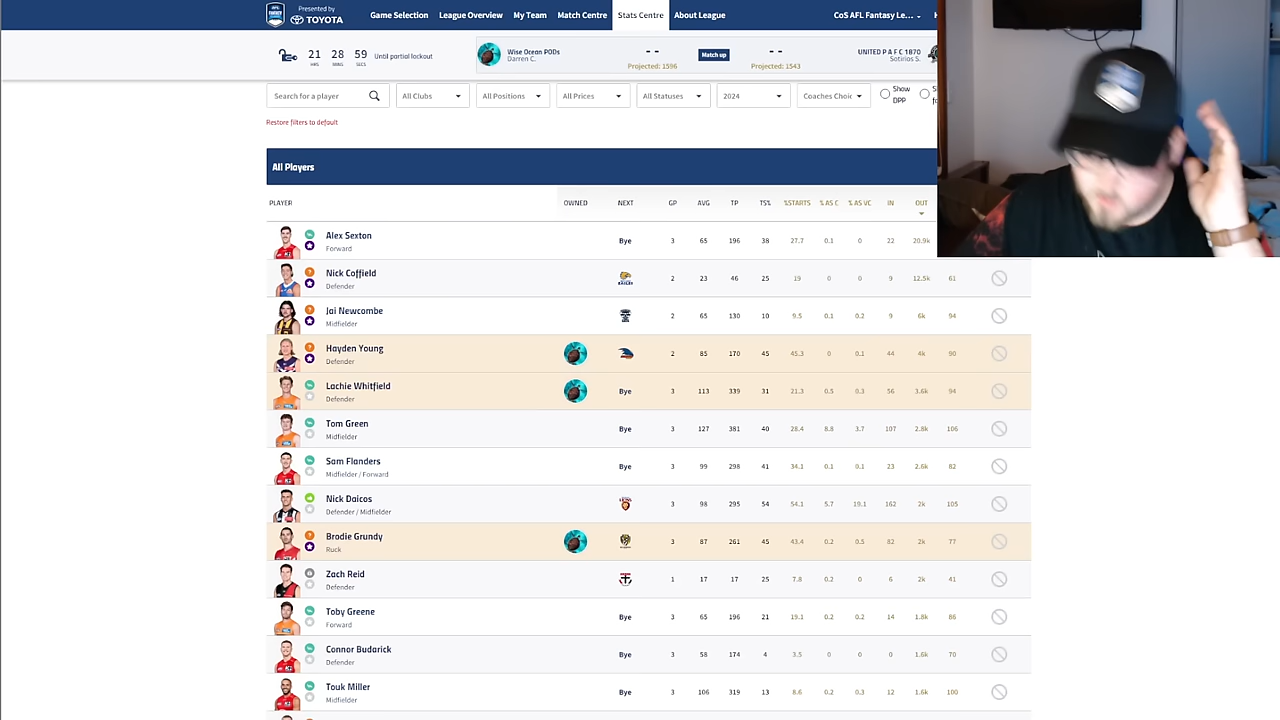 Presented by
TOYOTA
Game Selection League Overview My Team Match Centre Stats Centre About League CoS AFL Fantasy Le...
21 28 59 Until partial lockout
HRS MINS SECS
Wise Ocean PODs
Darren C.
- -
Projected: 1596
Match up
- -
Projected: 1543
UNITED P A F C 1870
Sotirios S.
Search for a player All Clubs All Positions All Prices All Statuses 2024 Coaches Choic Show DPP
Restore filters to default
All Players
PLAYER OWNED NEXT GP AVG TP TS% %STARTS % AS C % AS VC IN OUT
Alex Sexton Bye 3 65 196 38 27.7 0.1 0 22 20.9k
Forward
Nick Coffield 2 23 46 25 19 0 0 9 12.5k 61
Defender
Jai Newcombe 2 65 130 10 9.5 0.1 0.2 9 6k 94
Midfielder
Hayden Young 2 85 170 45 45.3 0 0.1 44 4k 90
Defender
Lachie Whitfield Bye 3 113 339 31 21.3 0.5 0.3 56 3.6k 94
Defender
Tom Green Bye 3 127 381 40 28.4 8.8 3.7 107 2.8k 106
Midfielder
Sam Flanders Bye 3 99 298 41 34.1 0.1 0.1 23 2.6k 82
Midfielder / Forward
Nick Daicos 3 98 295 54 54.1 5.7 19.1 162 2k 105
Defender / Midfielder
Brodie Grundy 3 87 261 45 43.4 0.2 0.5 82 2k 77
Ruck
Zach Reid 1 17 17 25 7.8 0.2 0 6 2k 41
Defender
Toby Greene Bye 3 65 196 21 19.1 0.2 0.2 14 1.8k 86
Forward
Connor Budarick Bye 3 58 174 4 3.5 0 0 0 1.6k 70
Defender
Touk Miller Bye 3 106 319 13 8.6 0.2 0.3 12 1.6k 100
Midfielder